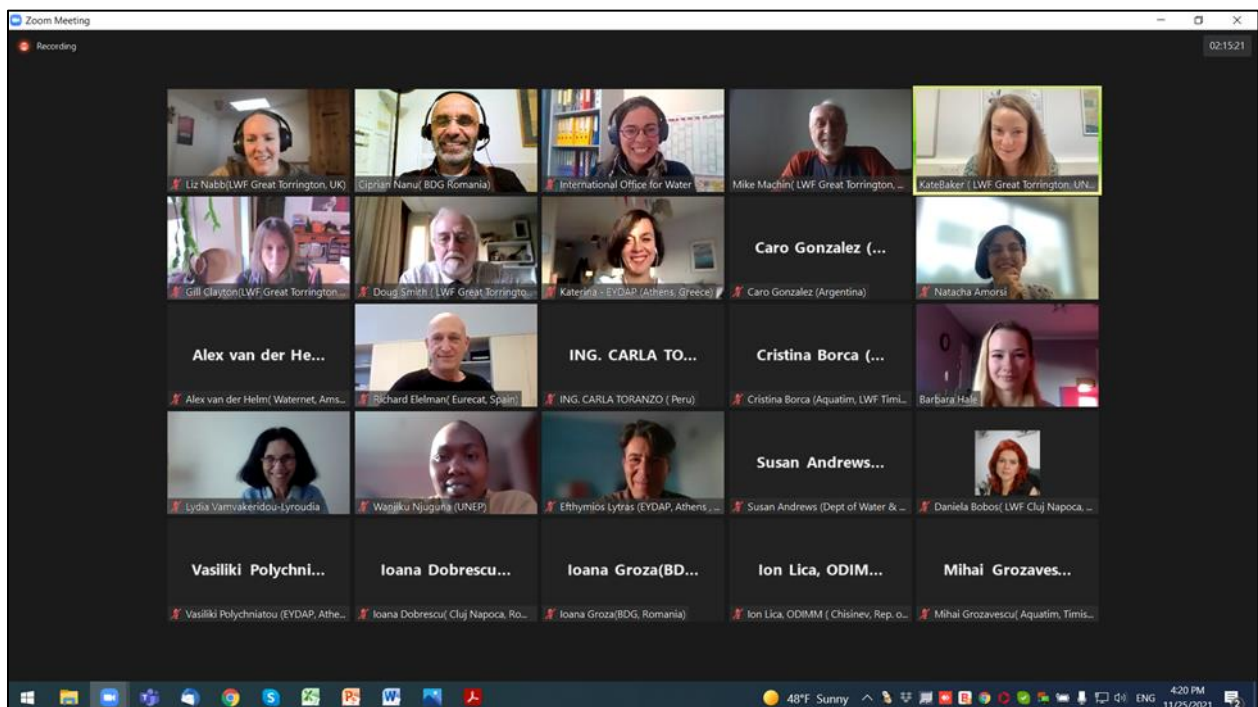 Zoom Meeting
Recording
02:15:21
Liz Nabb(LWF Great Torrington, UK)
Ciprian Nanu( BDG Romania)
International Office for Water
Mike Machin( LWF Great Torrington, ...
KateBaker ( LWF Great Torrington. UN...
Gill Clayton(LWF Great Torrington...
Doug Smith ( LWF Great Torringto...
Katerina - EYDAP (Athens, Greece)
Caro Gonzalez (...
Caro Gonzalez (Argentina)
Natacha Amorsi
Alex van der He...
Alex van der Helm( Waternet, Ams...
Richard Elelman( Eurecat, Spain)
ING. CARLA TO...
ING. CARLA TORANZO ( Peru)
Cristina Borca (...
Cristina Borca (Aquatim, LWF Timi...
Barbara Hale
Lydia Vamvakeridou-Lyroudia
Wanjiku Njuguna (UNEP)
Efthymios Lytras (EYDAP, Athens , ...
Susan Andrews...
Susan Andrews (Dept of Water & ...
Daniela Bobos( LWF Cluj Napoca, ...
Vasiliki Polychni...
Vasiliki Polychniatou (EYDAP, Athe...
Ioana Dobrescu...
Ioana Dobrescu( Cluj Napoca, Ro...
Ioana Groza(BD...
Ioana Groza(BDG, Romania)
Ion Lica, ODIM...
Ion Lica, ODIMM ( Chisinev, Rep. o...
Mihai Grozaves...
Mihai Grozavescu( Aquatim, Timis...
48°F Sunny
ENG
4:20 PM
11/25/2021